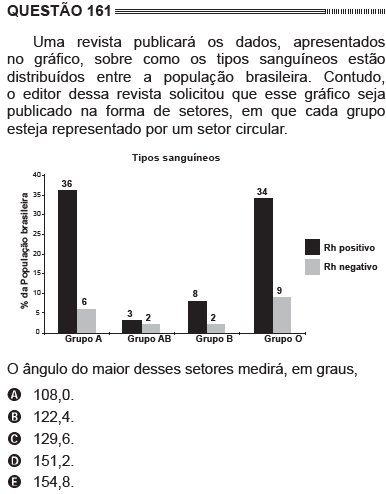 QUESTÃO 161
Uma revista publicará os dados, apresentados
no gráfico, sobre como os tipos sanguíneos estão
distribuídos entre a população brasileira. Contudo,
o editor dessa revista solicitou que esse gráfico seja
publicado na forma de setores, em que cada grupo
esteja representado por um setor circular.
Tipos sanguíneos
% da População brasileira
40
35
30
25
20
15
10
5
0
36
6
3
2
8
2
34
9
Grupo A
Grupo AB
Grupo B
Grupo O
Rh positivo
Rh negativo
O ângulo do maior desses setores medirá, em graus,
A 108,0.
B 122,4.
C 129,6.
D 151,2.
E 154,8.